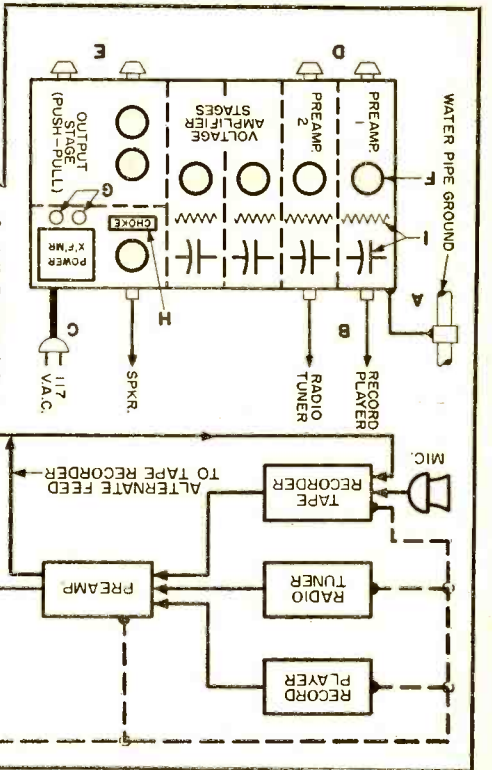 RECORD
PLAYER
RADIO
TUNER
PREAMP.
TAPE
RECORDER
MIC.
ALTERNATE FEED
TO TAPE RECORDER
117
V.A.C.
SPKR.
RADIO
TUNER
RECORD
PLAYER
C
H
B
A
POWER
X'F'MR
CHOKE
I
G
F
OUTPUT
STAGE
(PUSH-PULL)
VOLTAGE
AMPLIFIER
STAGES
PREAMP.
2
PREAMP.
1
WATER PIPE GROUND
E
D